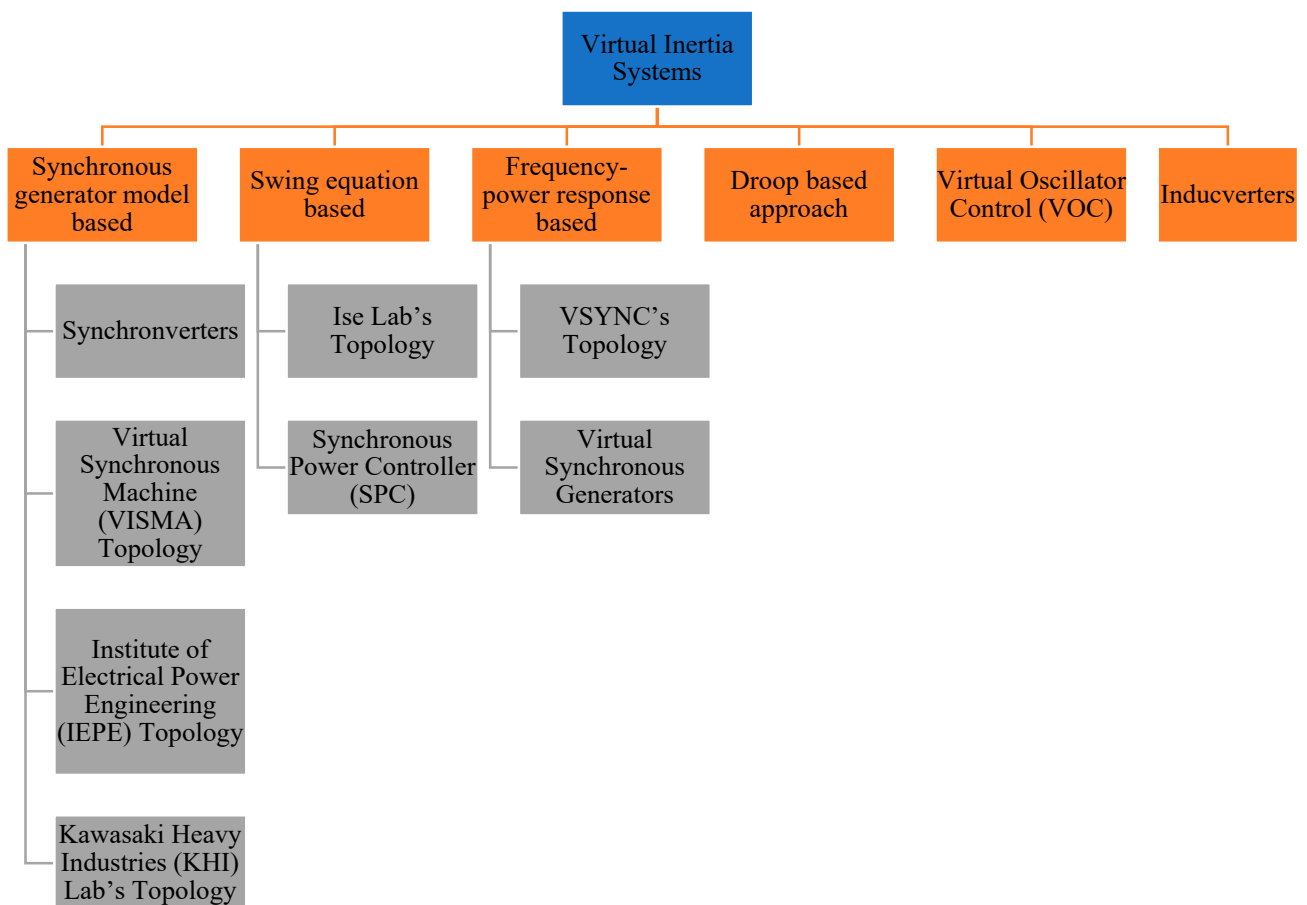 Virtual Inertia
Systems
Synchronous
generator model
based
Swing equation
based
Frequency-
power response
based
Droop based
approach
Virtual Oscillator
Control (VOC)
Inducverters
Synchronverters
Ise Lab’s
Topology
VSYNC’s
Topology
Virtual
Synchronous
Machine
(VISMA)
Topology
Synchronous
Power Controller
(SPC)
Virtual
Synchronous
Generators
Institute of
Electrical Power
Engineering
(IEPE) Topology
Kawasaki Heavy
Industries (KHI)
Lab’s Topology